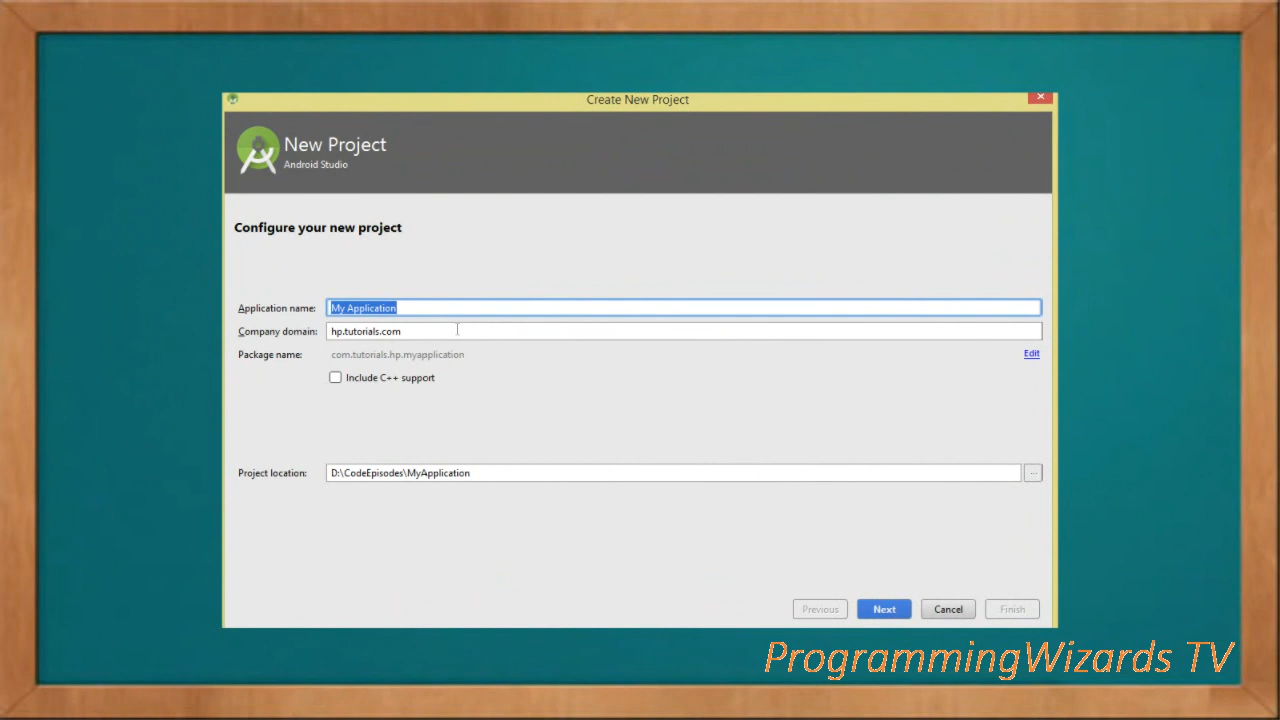 Create New Project
New Project
Android Studio
Configure your new project
Application name: My Application
Company domain: hp.tutorials.com
Package name: com.tutorials.hp.myapplication Edit
Include C++ support
Project location: D:\CodeEpisodes\MyApplication ...
Previous Next Cancel Finish
ProgrammingWizards TV